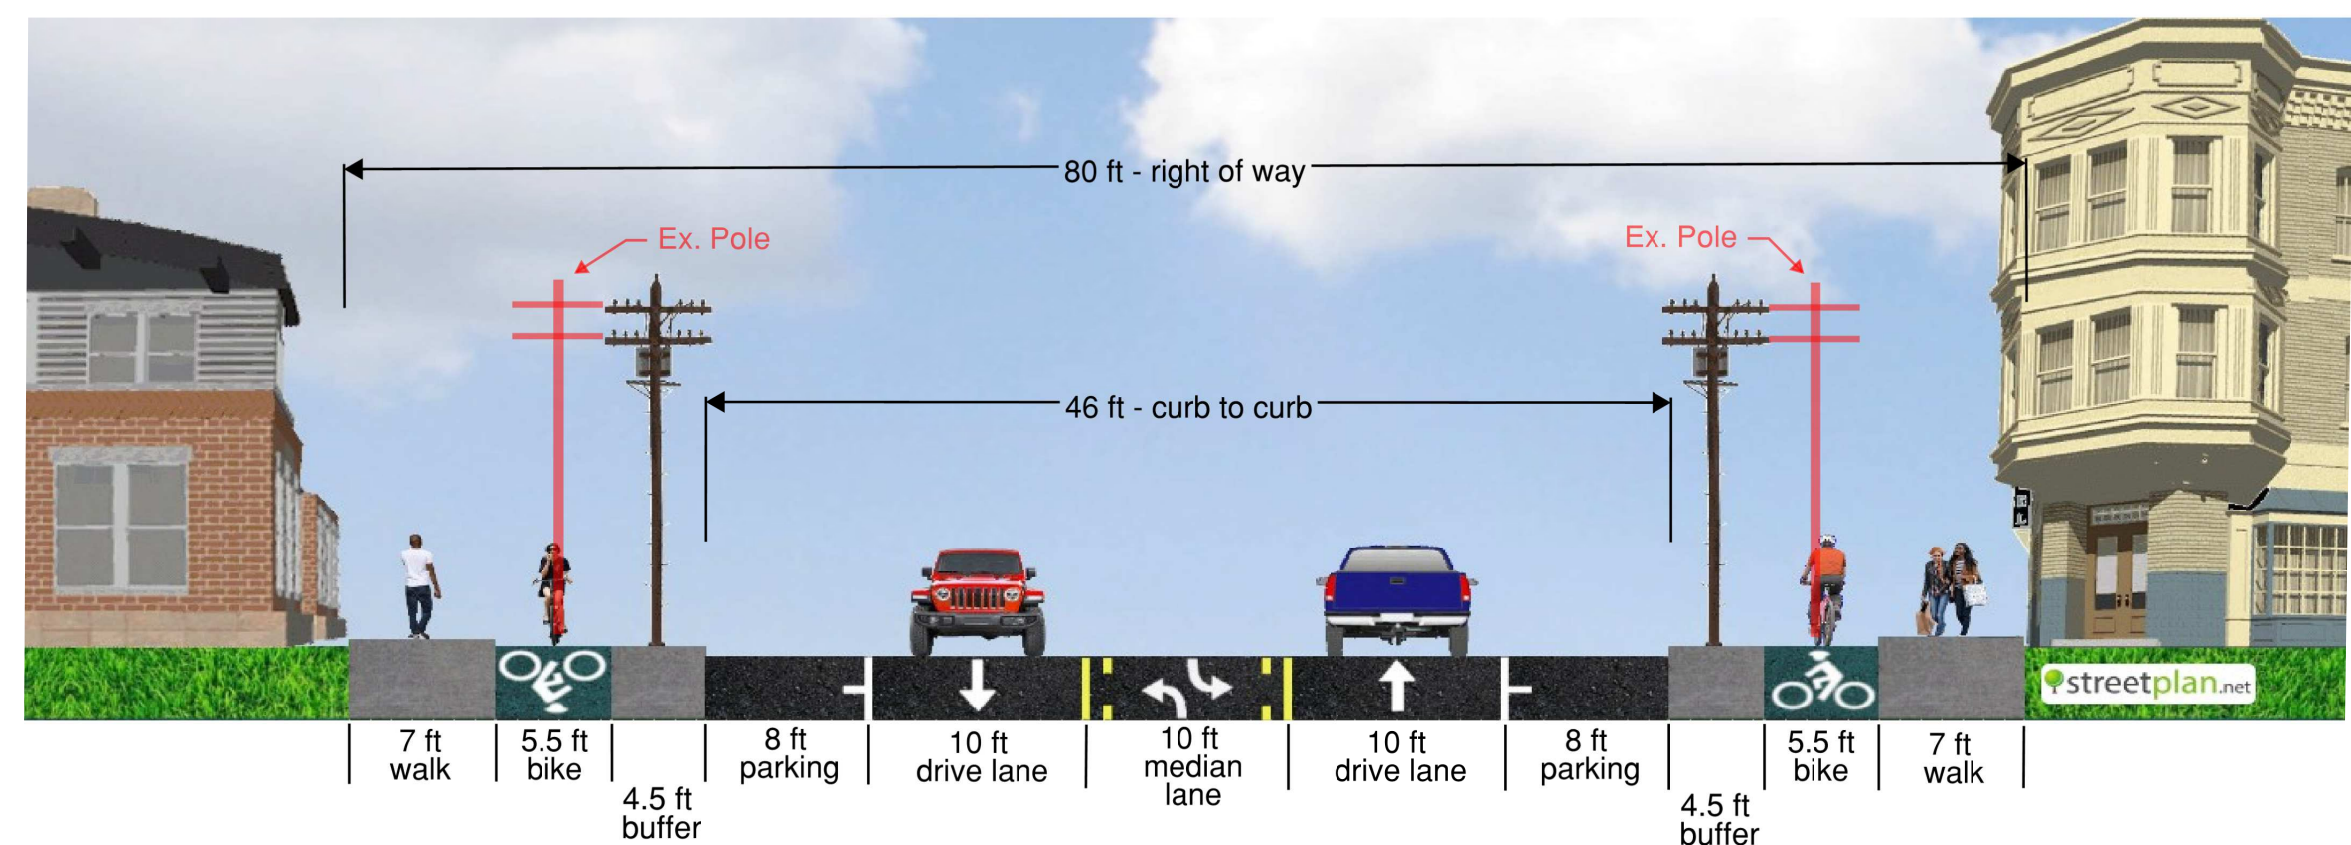 80 ft - right of way
Ex. Pole
Ex. Pole
46 ft - curb to curb
streetplan.net
7 ft
walk
5.5 ft
bike
4.5 ft
buffer
8 ft
parking
10 ft
drive lane
10 ft
median
lane
10 ft
drive lane
8 ft
parking
4.5 ft
buffer
5.5 ft
bike
7 ft
walk